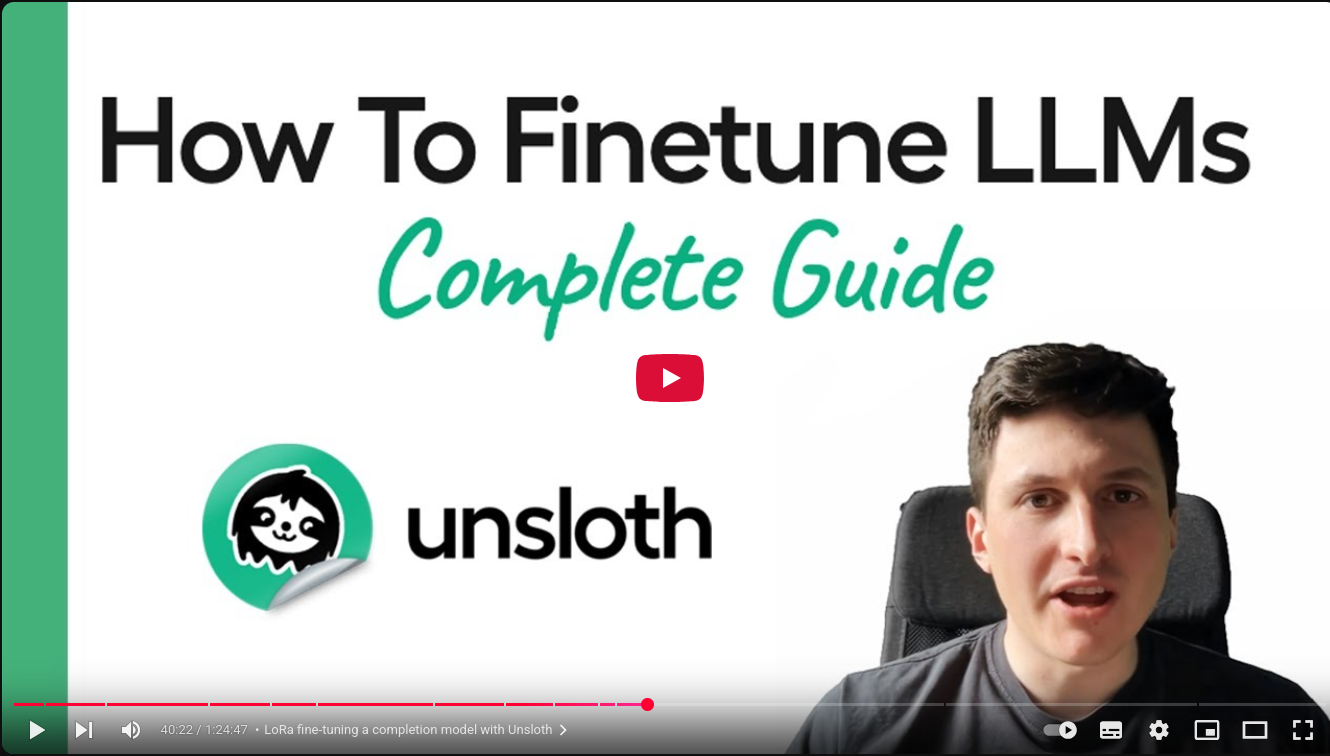 How To Finetune LLMs
Complete Guide
unsloth
40:22 / 1:24:47 • LoRa fine-tuning a completion model with Unsloth